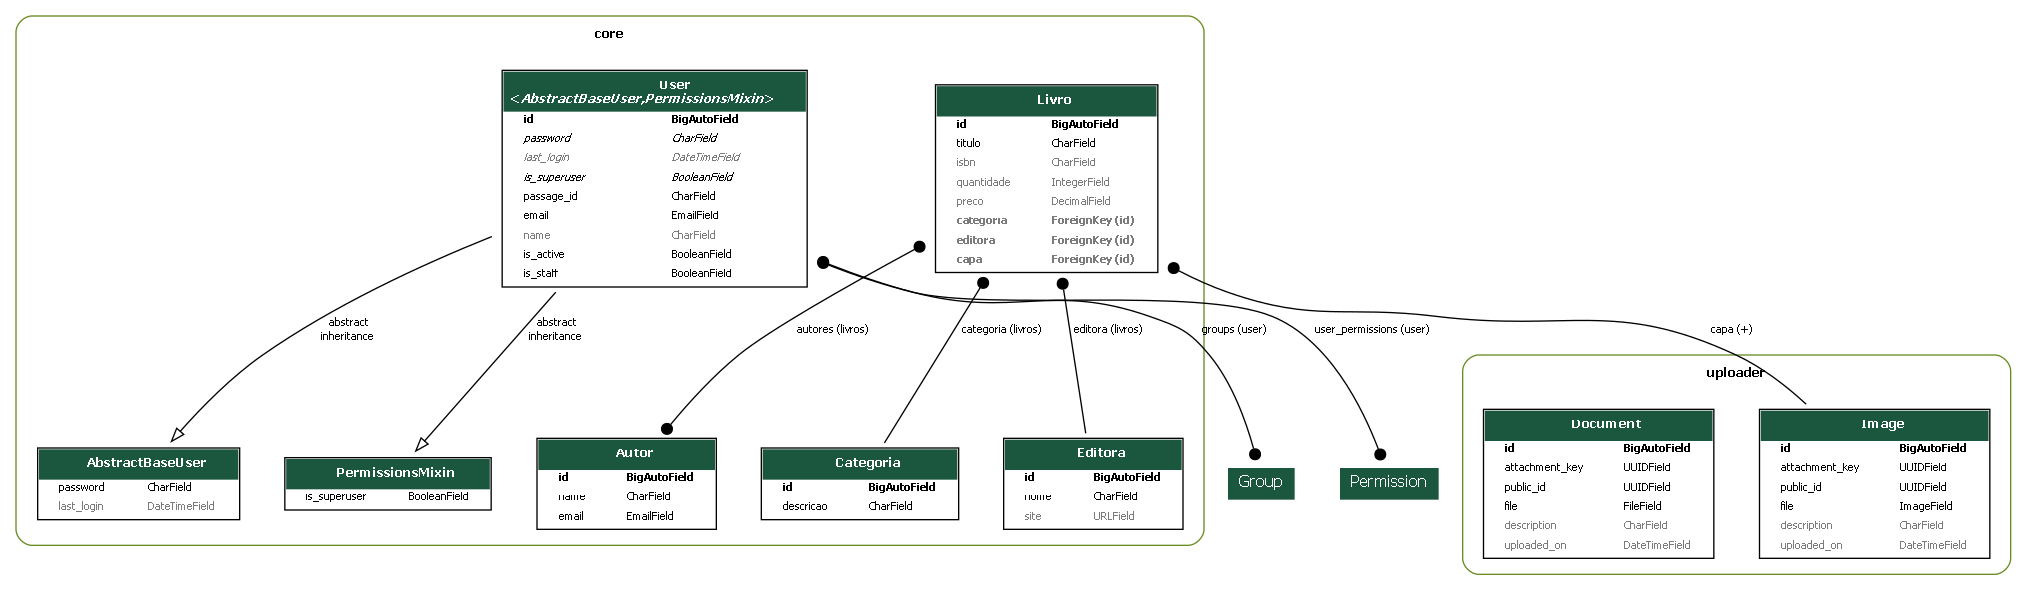 core
User
<AbstractBaseUser,PermissionsMixin>
id BigAutoField
password CharField
last_login DateTimeField
is_superuser BooleanField
passage_id CharField
email EmailField
name CharField
is_active BooleanField
is_staff BooleanField
Livro
id BigAutoField
titulo CharField
isbn CharField
quantidade IntegerField
preco DecimalField
categoria ForeignKey (id)
editora ForeignKey (id)
capa ForeignKey (id)
abstract
inheritance
abstract
inheritance
autores (livros)
categoria (livros)
editora (livros)
groups (user)
user_permissions (user)
capa (+)
AbstractBaseUser
password CharField
last_login DateTimeField
PermissionsMixin
is_superuser BooleanField
Autor
id BigAutoField
name CharField
email EmailField
Categoria
id BigAutoField
descricao CharField
Editora
id BigAutoField
nome CharField
site URLField
Group
Permission
uploader
Document
id BigAutoField
attachment_key UUIDField
public_id UUIDField
file FileField
description CharField
uploaded_on DateTimeField
Image
id BigAutoField
attachment_key UUIDField
public_id UUIDField
file ImageField
description CharField
uploaded_on DateTimeField